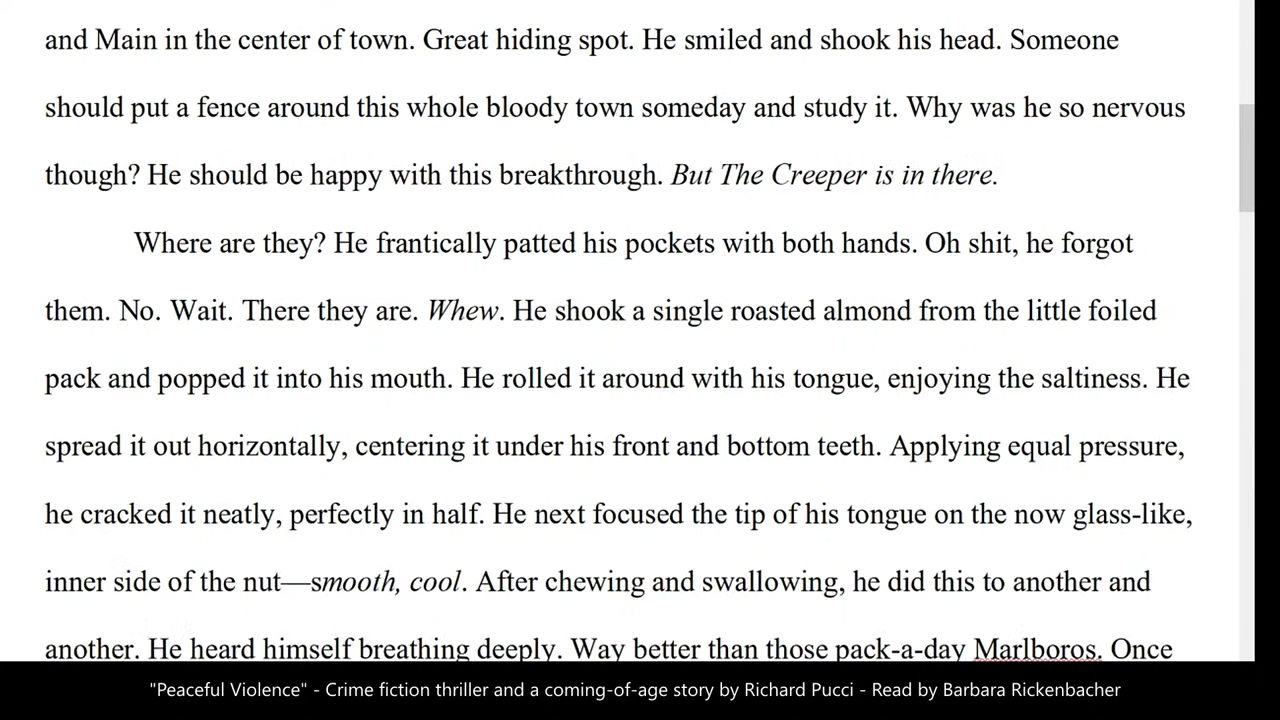 and Main in the center of town. Great hiding spot. He smiled and shook his head. Someone
should put a fence around this whole bloody town someday and study it. Why was he so nervous
though? He should be happy with this breakthrough. But The Creeper is in there.
Where are they? He frantically patted his pockets with both hands. Oh shit, he forgot
them. No. Wait. There they are. Whew. He shook a single roasted almond from the little foiled
pack and popped it into his mouth. He rolled it around with his tongue, enjoying the saltiness. He
spread it out horizontally, centering it under his front and bottom teeth. Applying equal pressure,
he cracked it neatly, perfectly in half. He next focused the tip of his tongue on the now glass-like,
inner side of the nut—smooth, cool. After chewing and swallowing, he did this to another and
another. He heard himself breathing deeply. Way better than those pack-a-day Marlboros. Once
"Peaceful Violence" - Crime fiction thriller and a coming-of-age story by Richard Pucci - Read by Barbara Rickenbacher